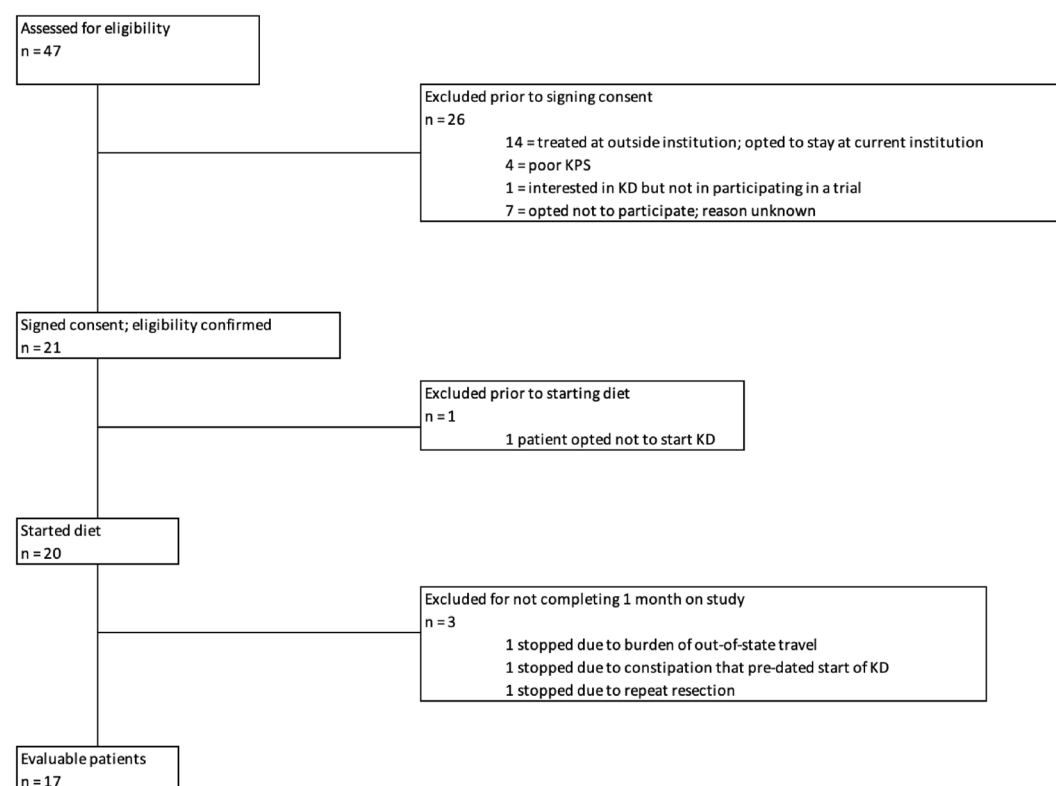 Assessed for eligibility
n = 47
Excluded prior to signing consent
n = 26
14 = treated at outside institution; opted to stay at current institution
4 = poor KPS
1 = interested in KD but not in participating in a trial
7 = opted not to participate; reason unknown
Signed consent; eligibility confirmed
n = 21
Excluded prior to starting diet
n = 1
1 patient opted not to start KD
Started diet
n = 20
Excluded for not completing 1 month on study
n = 3
1 stopped due to burden of out-of-state travel
1 stopped due to constipation that pre-dated start of KD
1 stopped due to repeat resection
Evaluable patients
n = 17